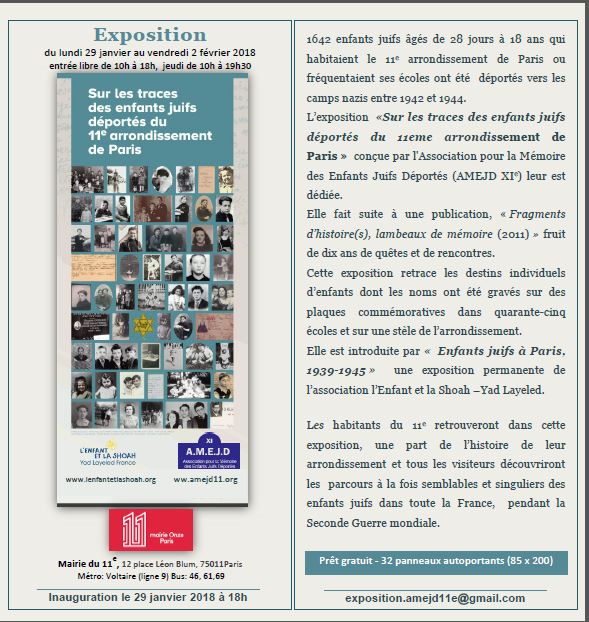 Exposition
du lundi 29 janvier au vendredi 2 février 2018
entrée libre de 10h à 18h, jeudi de 10h à 19h30
Sur les traces
des enfants juifs
déportés du
11e arrondissement
de Paris
L'ENFANT
ET LA SHOAH
Yad Layeled France
XI
A.M.E.J.D
Association pour la Mémoire
des Enfants Juifs Déportés
www.lenfantetlashoah.org
www.amejd11.org
11
mairie Onze
Paris
Mairie du 11e, 12 place Léon Blum, 75011Paris
Métro: Voltaire (ligne 9) Bus: 46, 61,69
Inauguration le 29 janvier 2018 à 18h
1642 enfants juifs âgés de 28 jours à 18 ans qui
habitaient le 11e arrondissement de Paris ou
fréquentaient ses écoles ont été déportés vers les
camps nazis entre 1942 et 1944.
L'exposition «Sur les traces des enfants juifs
déportés du 11eme arrondissement de
Paris » conçue par l'Association pour la Mémoire
des Enfants Juifs Déportés (AMEJD XIe) leur est
dédiée.
Elle fait suite à une publication, « Fragments
d'histoire(s), lambeaux de mémoire (2011) » fruit
de dix ans de quêtes et de rencontres.
Cette exposition retrace les destins individuels
d'enfants dont les noms ont été gravés sur des
plaques commémoratives dans quarante-cinq
écoles et sur une stèle de l'arrondissement.
Elle est introduite par « Enfants juifs à Paris,
1939-1945 » une exposition permanente de
l'association l'Enfant et la Shoah –Yad Layeled.
Les habitants du 11e retrouveront dans cette
exposition, une part de l'histoire de leur
arrondissement et tous les visiteurs découvriront
les parcours à la fois semblables et singuliers des
enfants juifs dans toute la France, pendant la
Seconde Guerre mondiale.
Prêt gratuit - 32 panneaux autoportants (85 x 200)
exposition.amejd11e@gmail.com